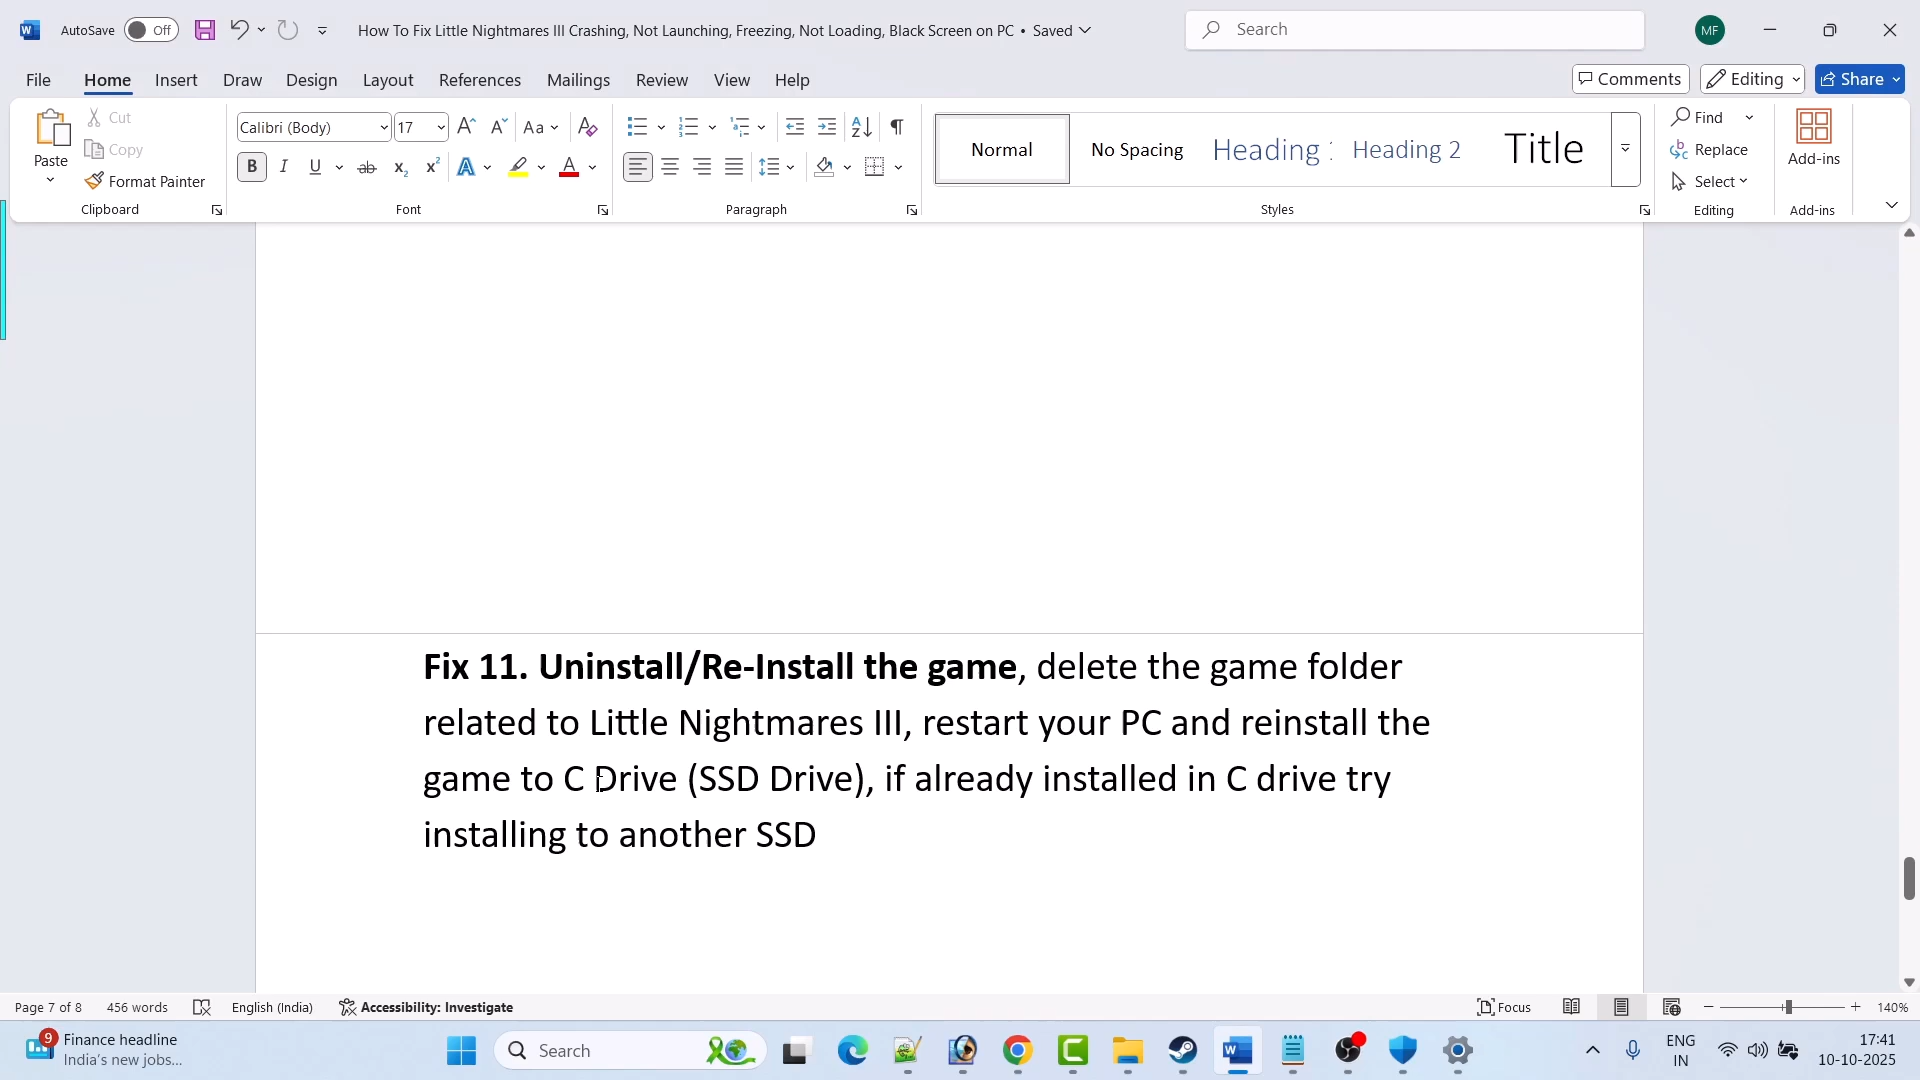 AutoSave Off How To Fix Little Nightmares III Crashing, Not Launching, Freezing, Not Loading, Black Screen on PC • Saved Search MF
File Home Insert Draw Design Layout References Mailings Review View Help Comments Editing Share
Paste Cut Copy Format Painter
Calibri (Body) 17
Normal No Spacing Heading Heading 2 Title
Find Replace Select
Add-ins
Clipboard Font Paragraph Styles Editing Add-ins
Fix 11. Uninstall/Re-Install the game, delete the game folder
related to Little Nightmares III, restart your PC and reinstall the
game to C Drive (SSD Drive), if already installed in C drive try
installing to another SSD
Page 7 of 8 456 words English (India) Accessibility: Investigate Focus 140%
9 Finance headline
India's new jobs...
Search
ENG
IN
17:41
10-10-2025